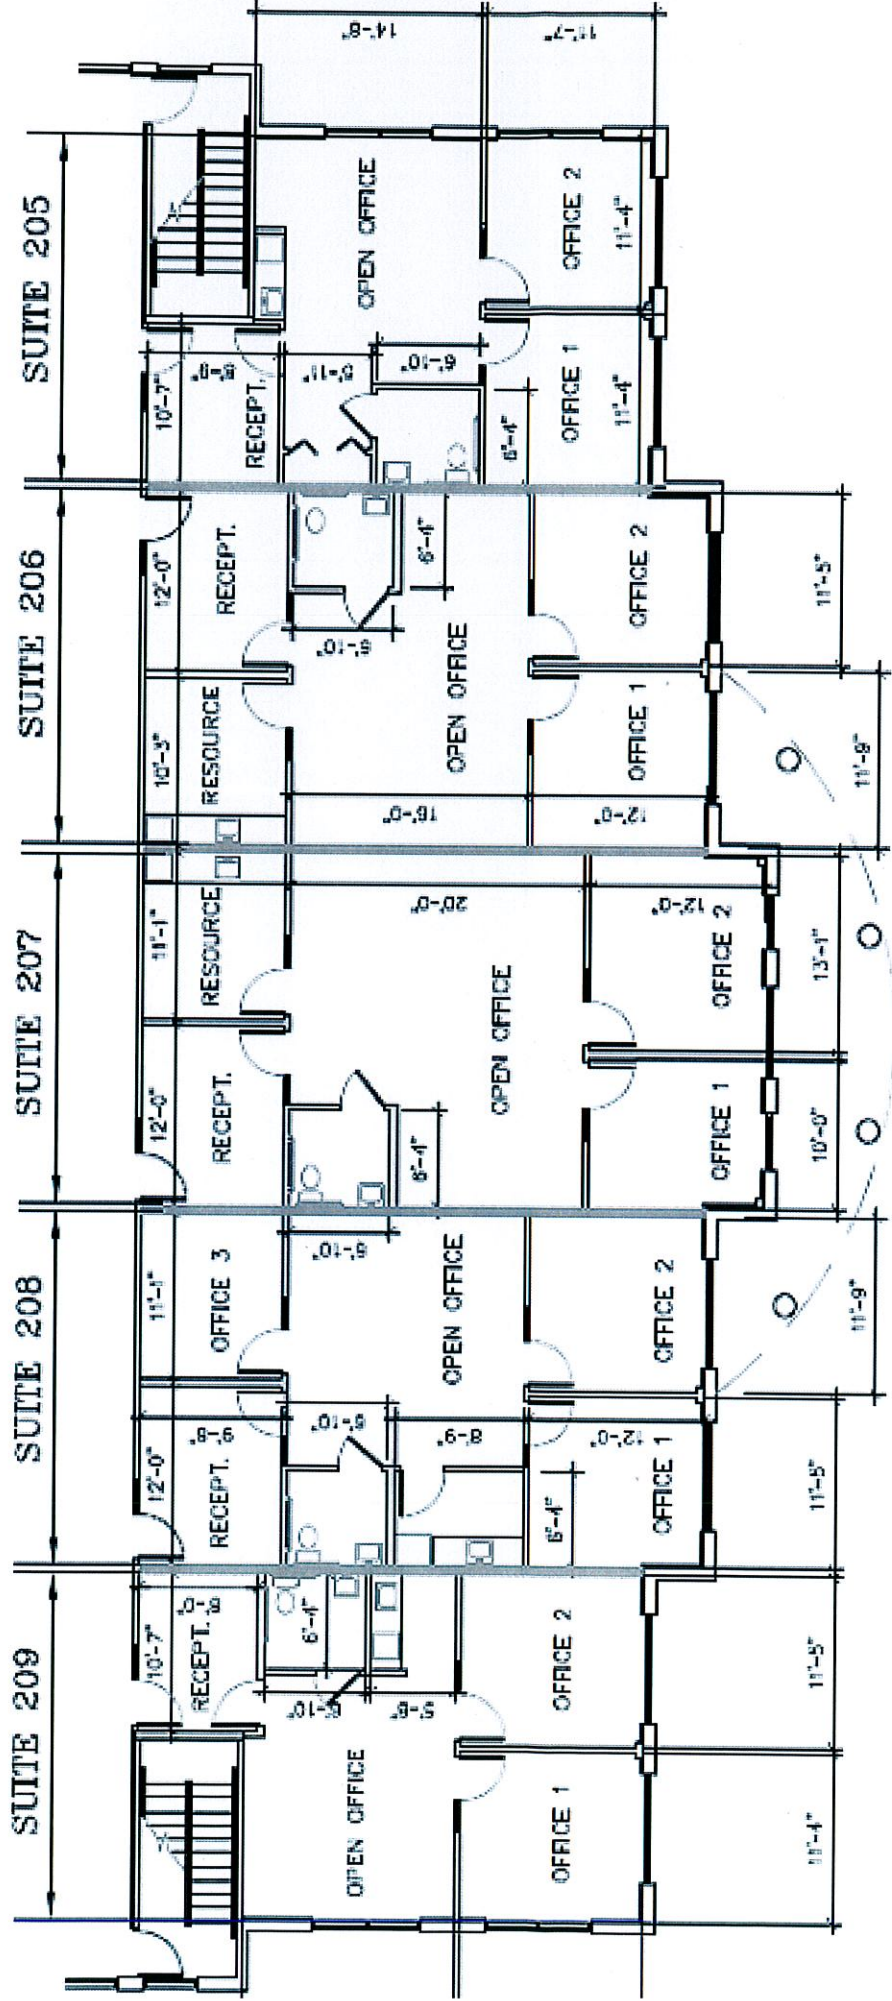 SUITE 209
SUITE 208
SUITE 207
SUITE 206
SUITE 205
10'-7"
12'-0"
11'-1"
12'-0"
11'-1"
10'-3"
12'-0"
10'-7"
RECEPT.
RECEPT.
OFFICE 3
RECEPT.
RESOURCE
RESOURCE
RECEPT.
RECEPT.
9'-8"
6'-4"
6'-10"
5'-8"
6'-10"
6'-10"
8'-9"
6'-10"
5'-11"
6'-10"
14'-8"
11'-7"
OPEN OFFICE
OPEN OFFICE
OPEN OFFICE
OPEN OFFICE
OPEN OFFICE
20'-0"
16'-0"
6'-4"
6'-4"
6'-4"
6'-4"
12'-0"
12'-0"
12'-0"
OFFICE 1
OFFICE 2
OFFICE 1
OFFICE 2
OFFICE 1
OFFICE 2
OFFICE 1
OFFICE 2
OFFICE 1
OFFICE 2
11'-4"
11'-4"
11'-4"
11'-5"
11'-5"
11'-9"
10'-0"
13'-1"
11'-9"
11'-5"